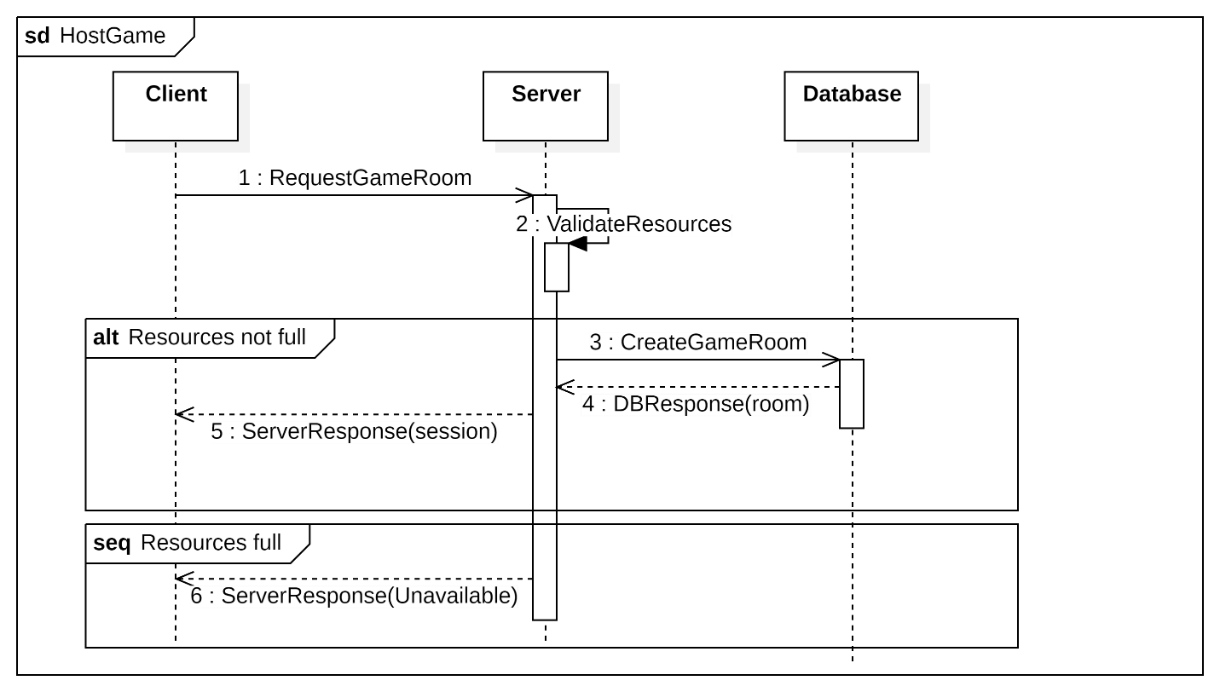 sd HostGame
Client
Server
Database
1 : RequestGameRoom
2 : ValidateResources
alt Resources not full
3 : CreateGameRoom
4 : DBResponse(room)
5 : ServerResponse(session)
seq Resources full
6 : ServerResponse(Unavailable)